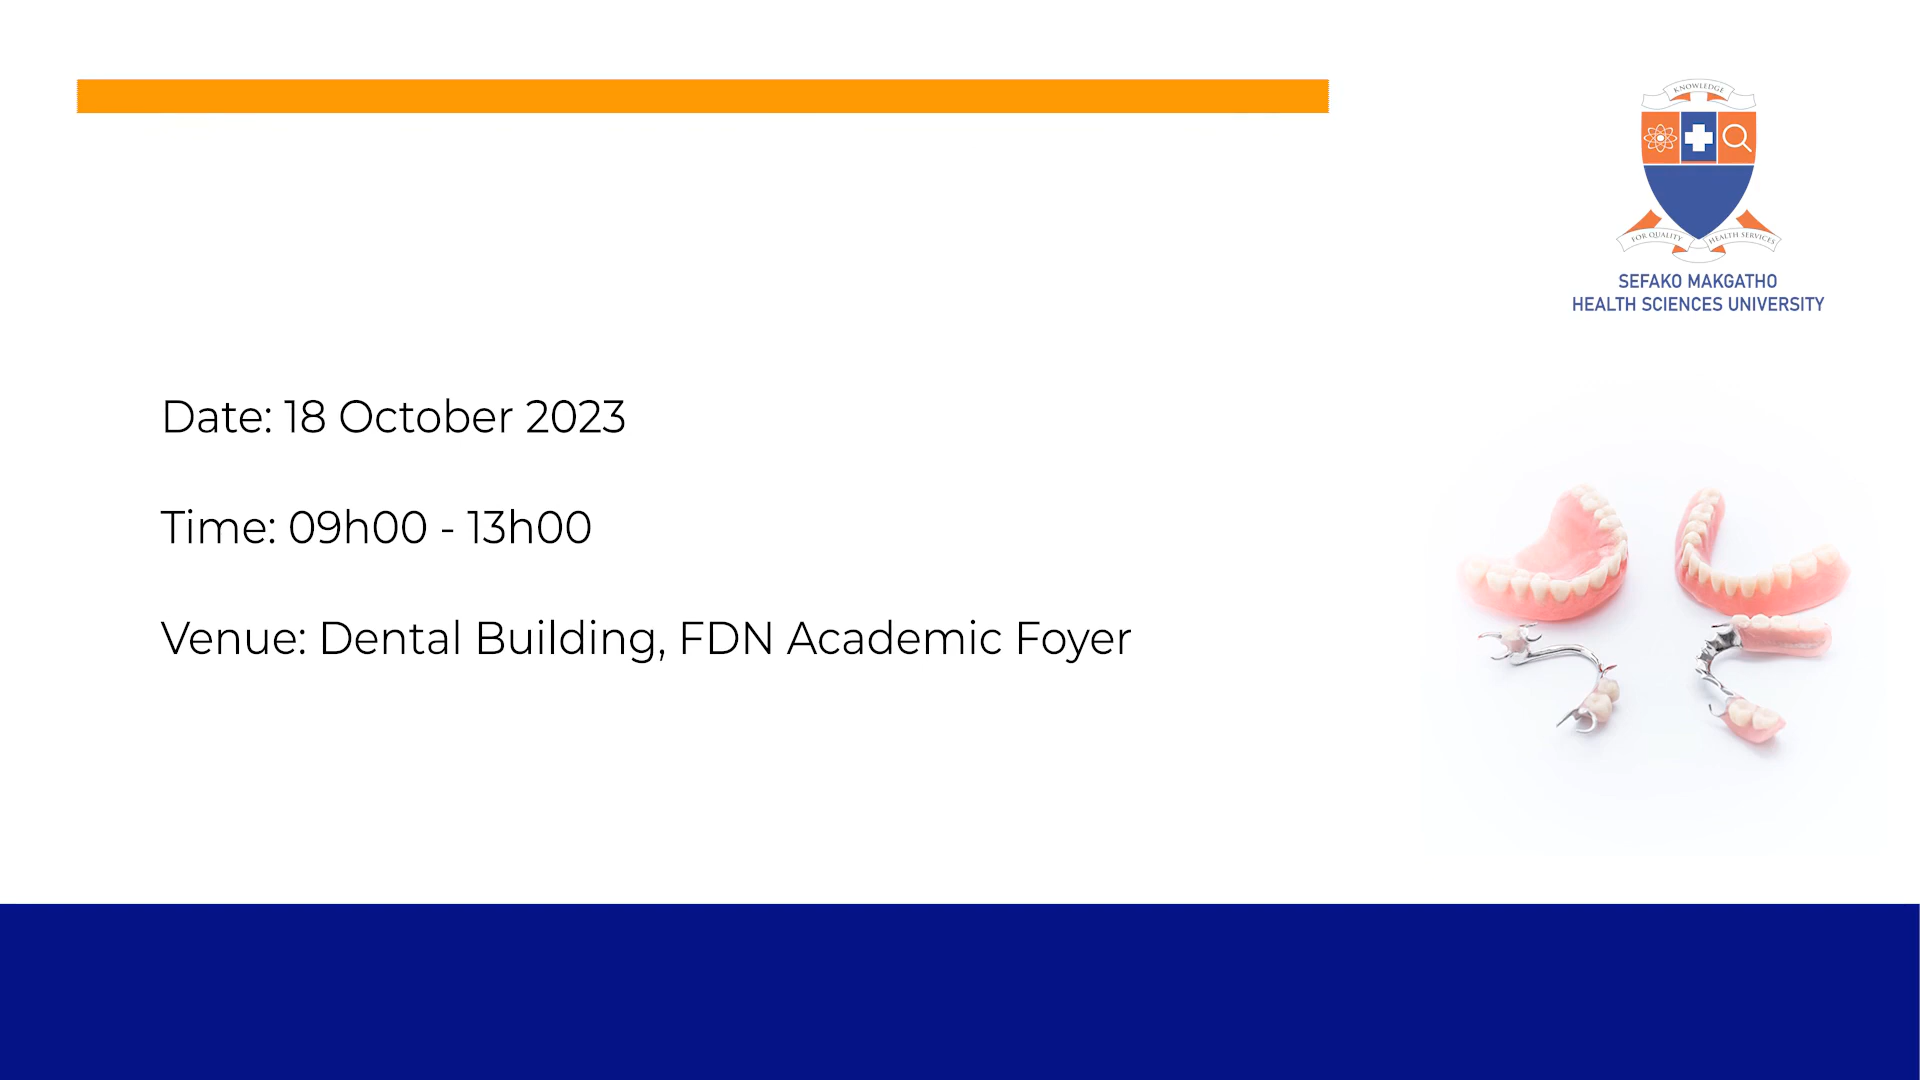 KNOWLEDGE
FOR QUALITY HEALTH SERVICES
SEFAKO MAKGATHO
HEALTH SCIENCES UNIVERSITY
Date: 18 October 2023
Time: 09h00 - 13h00
Venue: Dental Building, FDN Academic Foyer